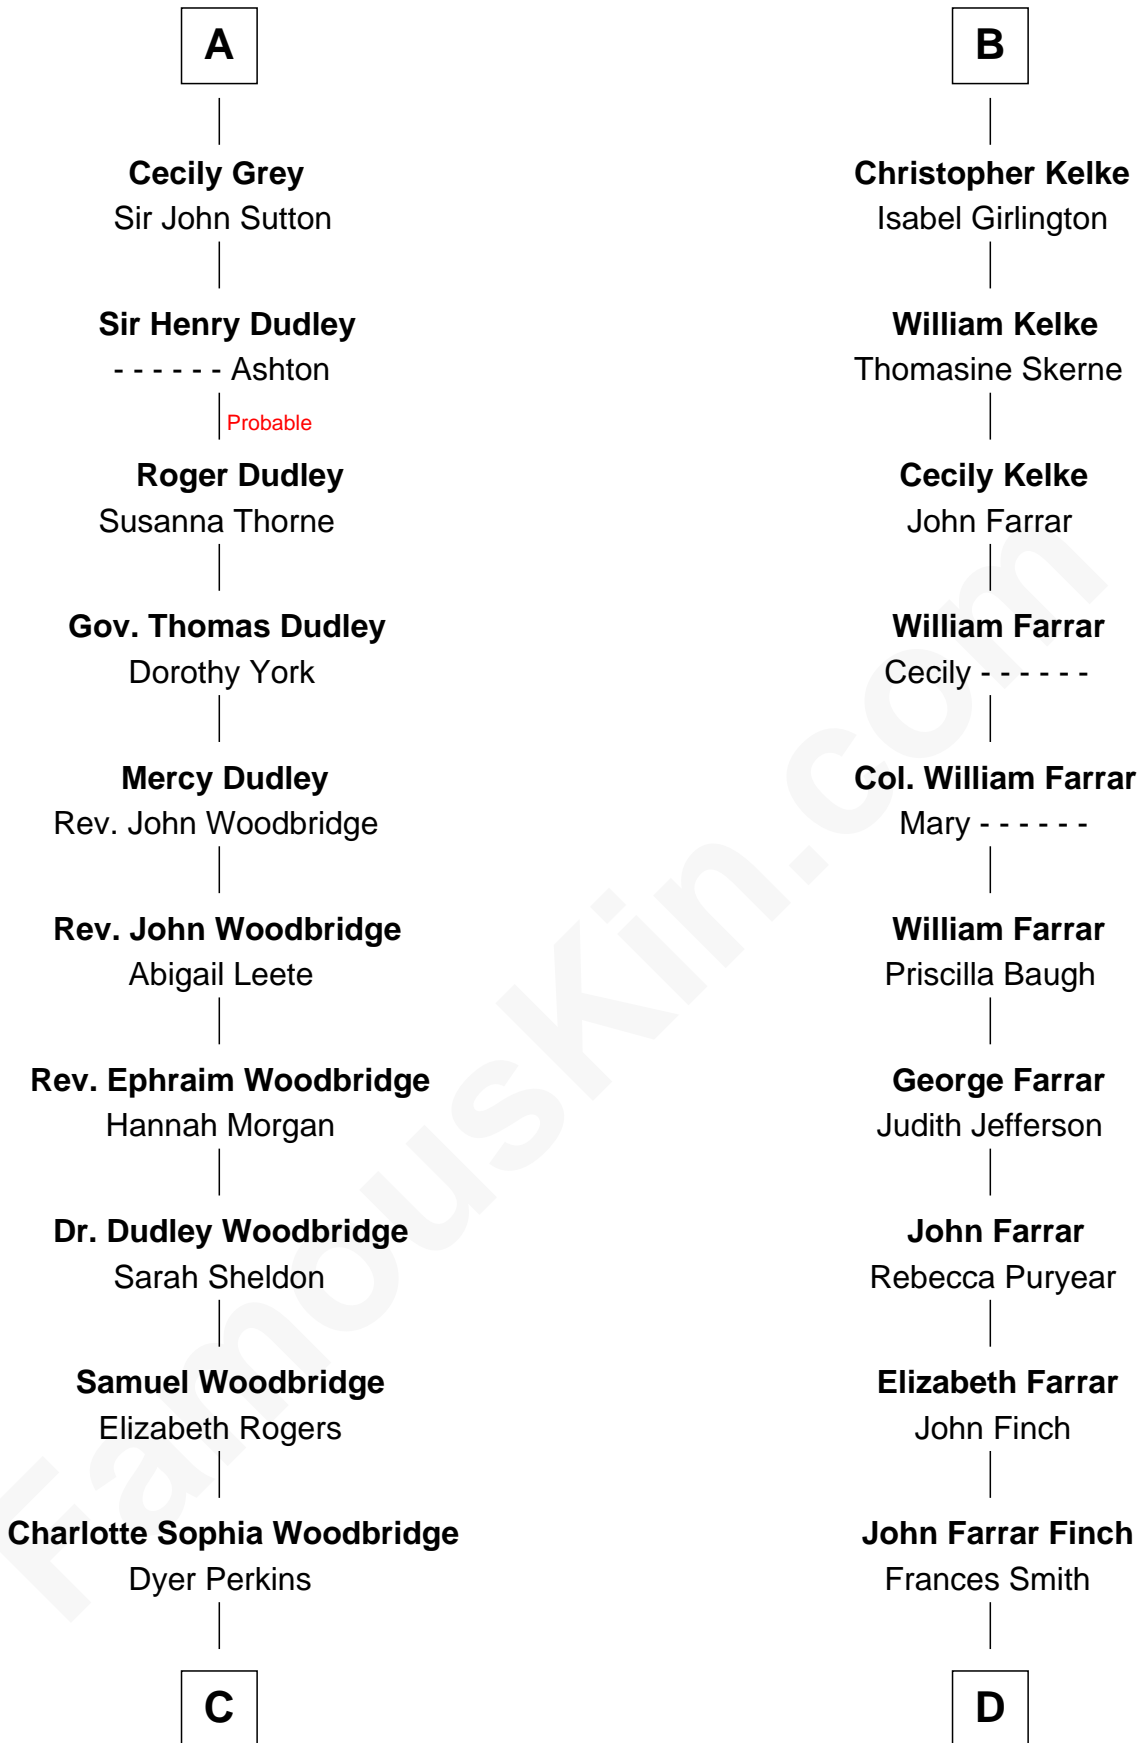 A
Cecily Grey
Sir John Sutton
Sir Henry Dudley
- - - - - - Ashton
Probable
Roger Dudley
Susanna Thorne
Gov. Thomas Dudley
Dorothy York
Mercy Dudley
Rev. John Woodbridge
Rev. John Woodbridge
Abigail Leete
Rev. Ephraim Woodbridge
Hannah Morgan
Dr. Dudley Woodbridge
Sarah Sheldon
Samuel Woodbridge
Elizabeth Rogers
Charlotte Sophia Woodbridge
Dyer Perkins
C
B
Christopher Kelke
Isabel Girlington
William Kelke
Thomasine Skerne
Cecily Kelke
John Farrar
William Farrar
Cecily - - - - - -
Col. William Farrar
Mary - - - - - -
William Farrar
Priscilla Baugh
George Farrar
Judith Jefferson
John Farrar
Rebecca Puryear
Elizabeth Farrar
John Finch
John Farrar Finch
Frances Smith
D
FamousKin.com